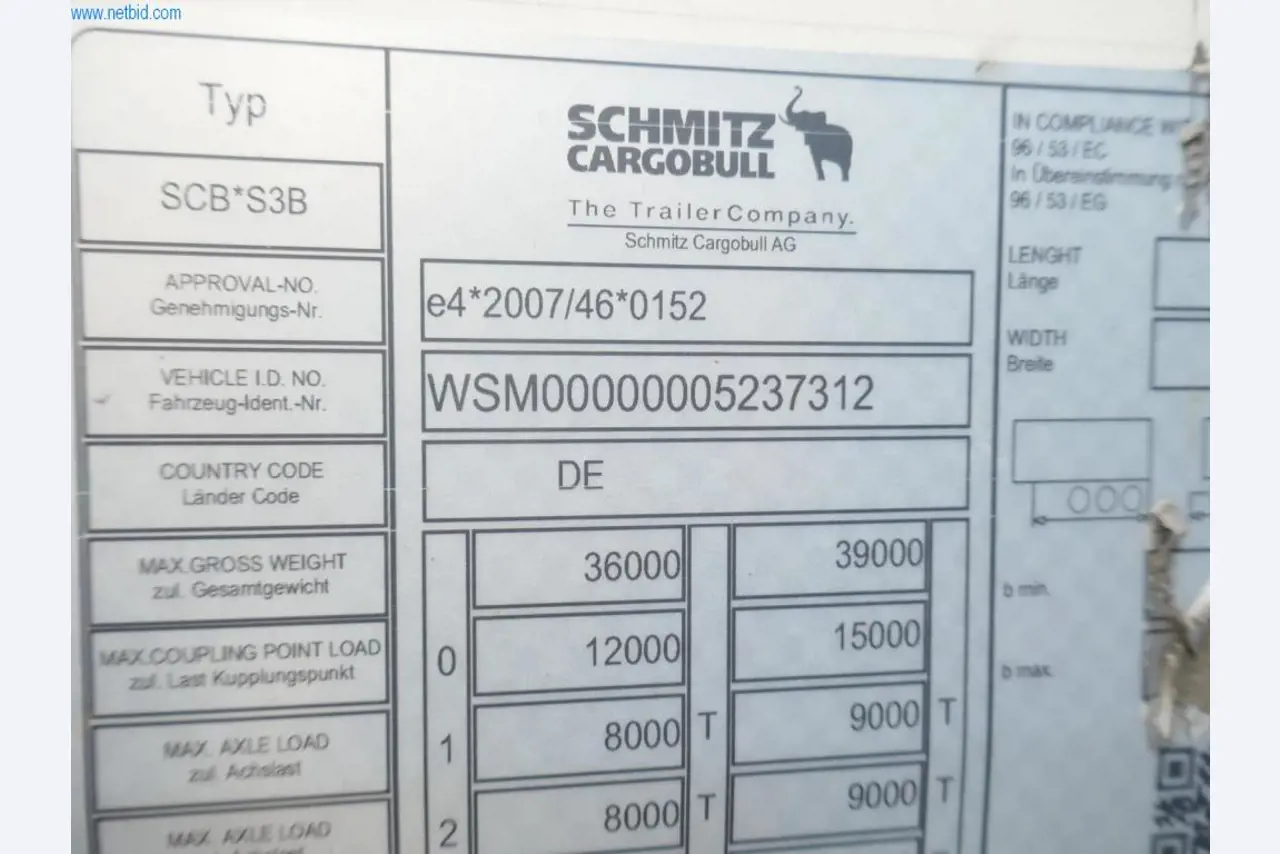 www.netbid.com
Typ
SCB*S3B
SCHMITZ
CARGOBULL
The TrailerCompany.
Schmitz Cargobull AG
APPROVAL-NO.
Genehmigungs-Nr.
e4*2007/46*0152
VEHICLE I.D. NO.
Fahrzeug-Ident.-Nr.
WSM00000005237312
COUNTRY CODE
Länder Code
DE
MAX.GROSS WEIGHT
zul. Gesamtgewicht
36000 39000
MAX.COUPLING POINT LOAD
zul. Last Kupplungspunkt
0 12000 15000
MAX. AXLE LOAD
zul. Achslast
1 8000 T 9000 T
MAX. AXLE LOAD
2 8000 T 9000 T
IN COMPLIANCE
96 / 53 / EC
In Übereinstimmung
96 / 53 / EG
LENGHT
Länge
WIDTH
Breite
b min.
b max.